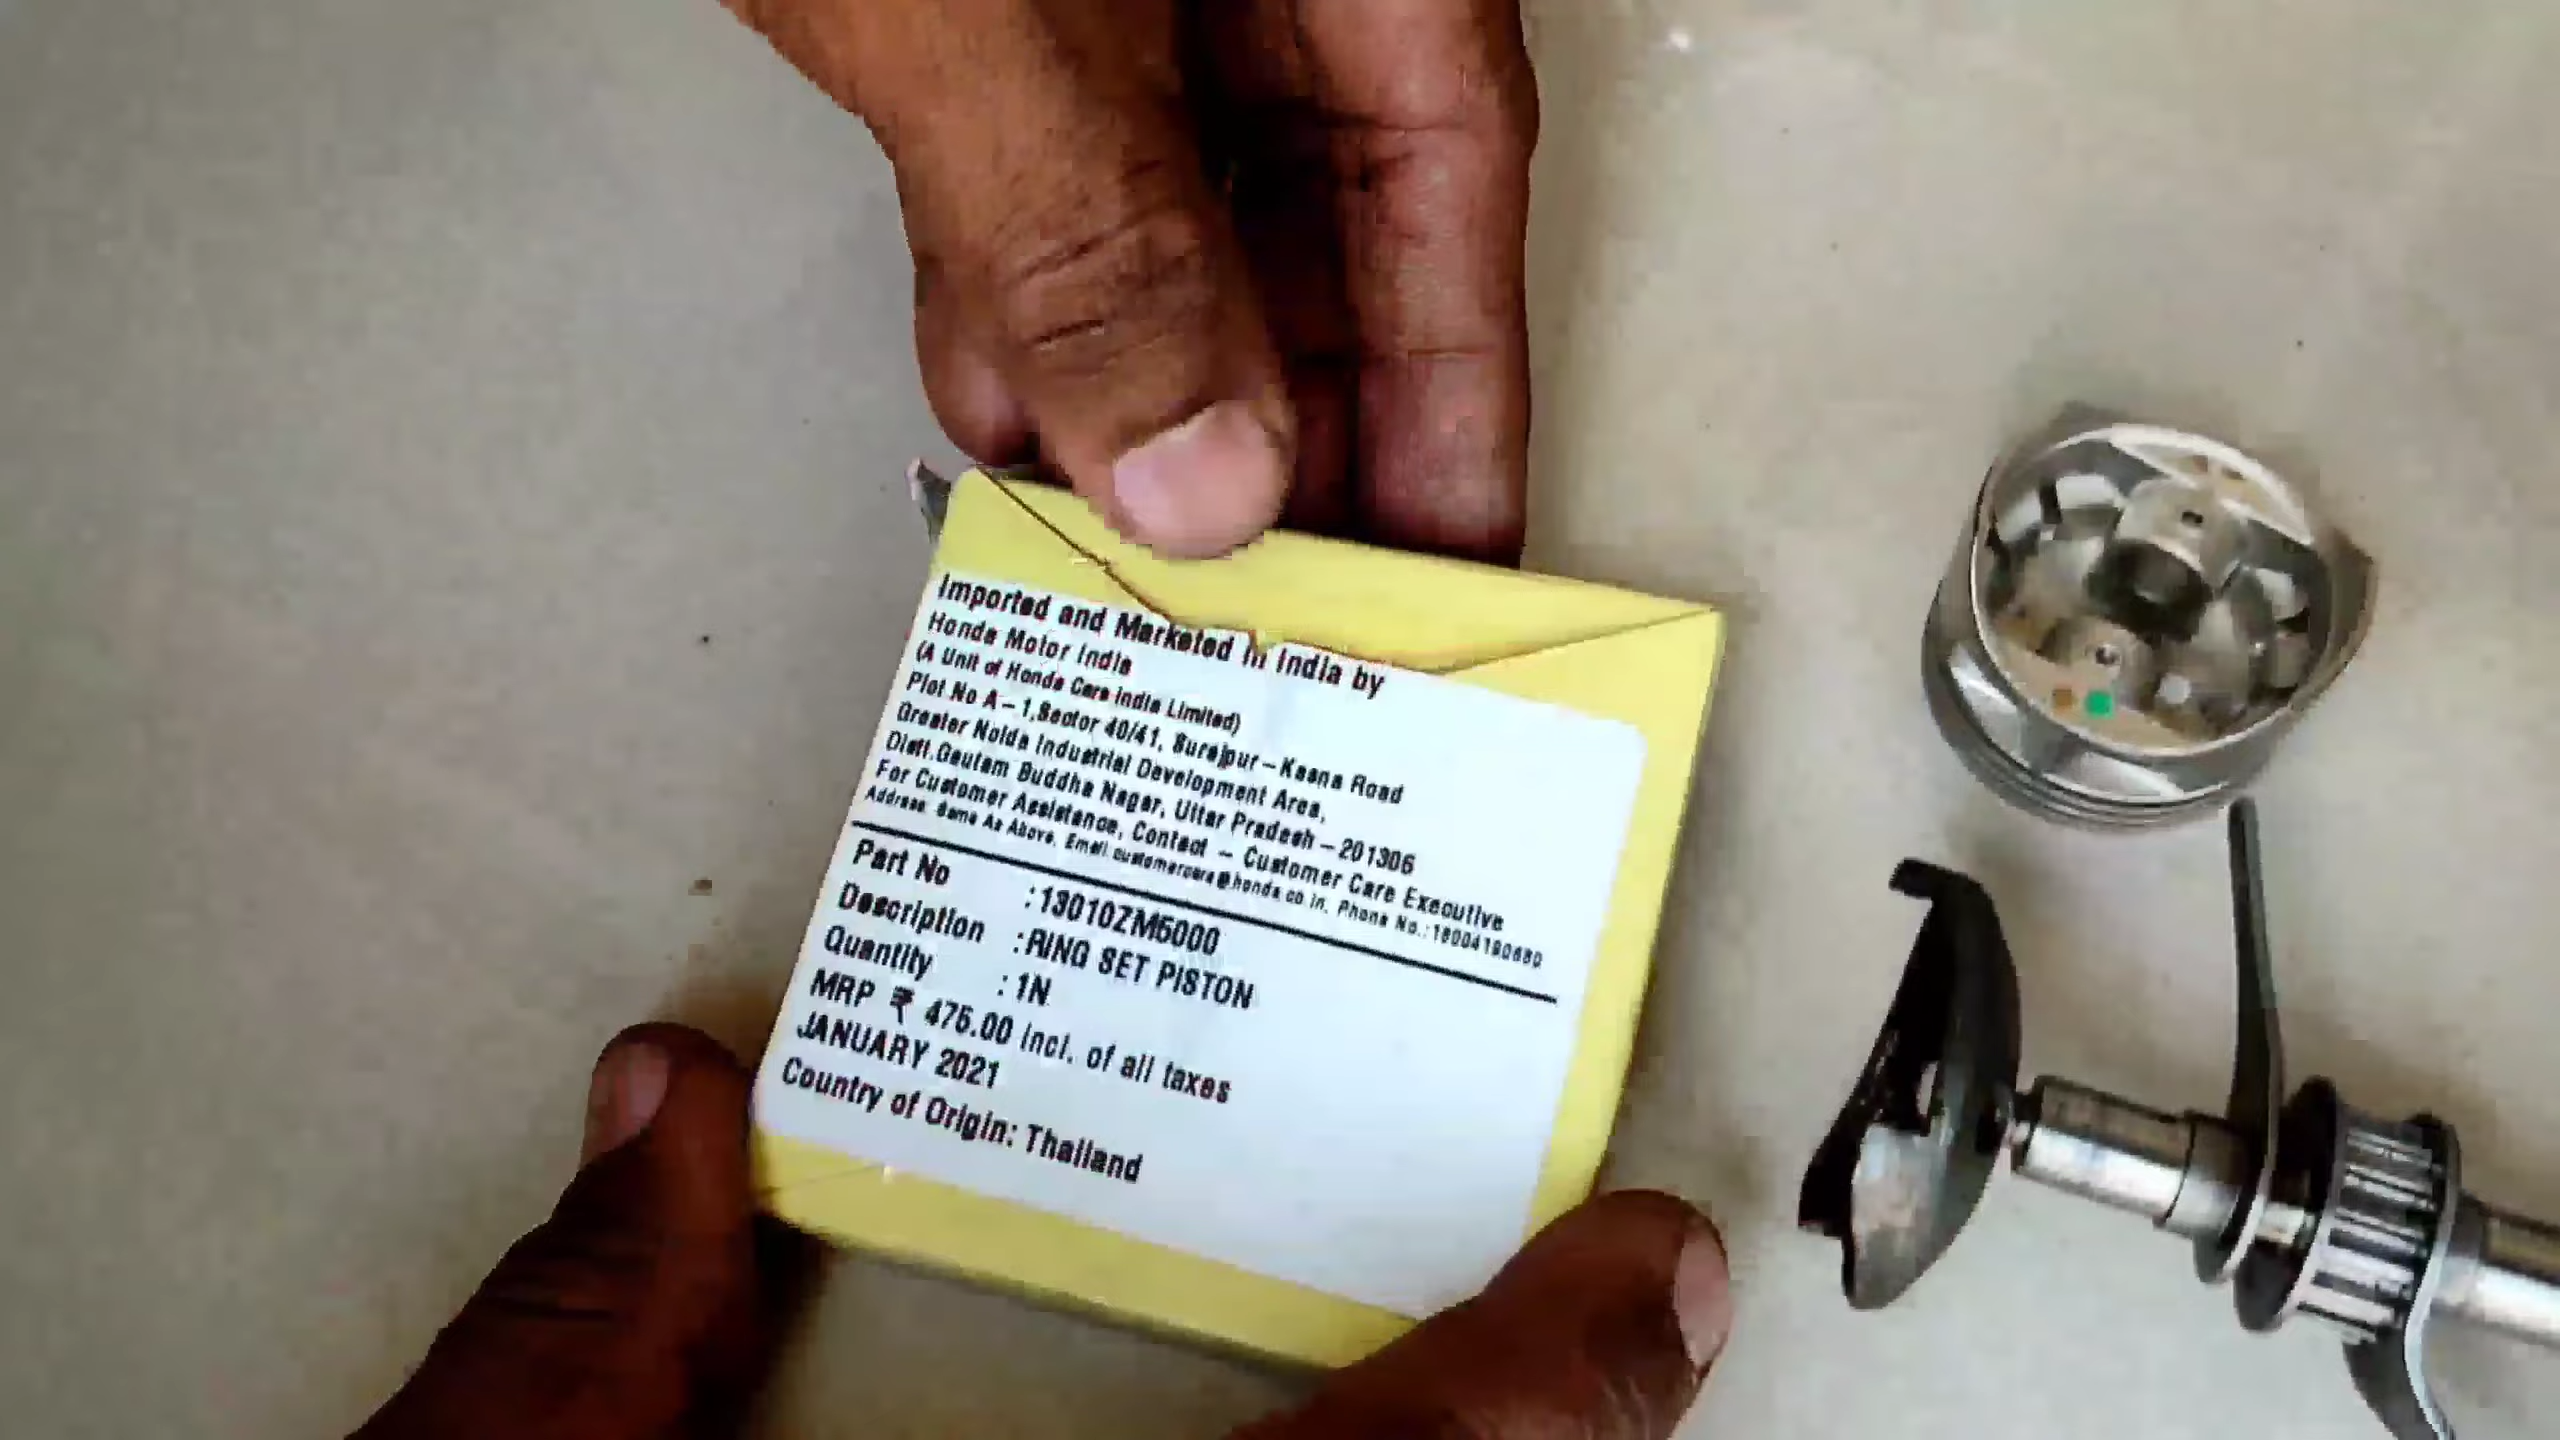 Imported and Marketed in India by
Honda Motor India
(A Unit of Honda Cars India Limited)
Plot No A – 1,Sector 40/41, Surajpur – Kasna Road
Greater Noida Industrial Development Area,
Distt.Gautam Buddha Nagar, Uttar Pradesh – 201306
For Customer Assistance, Contact – Customer Care Executive
Address: Same As Above, Email:customercare@honda.co.in, Phone No.:
Part No : 13010ZM5000
Description : RING SET PISTON
Quantity : 1N
MRP ₹ 475.00 incl. of all taxes
JANUARY 2021
Country of Origin: Thailand